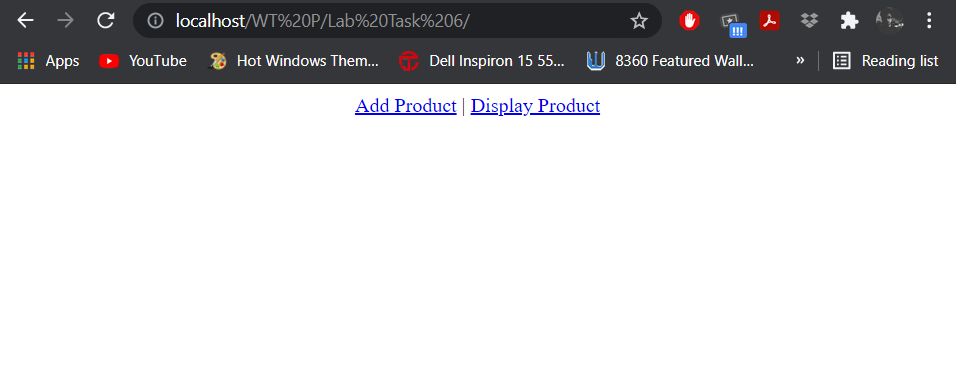 localhost/WT%20P/Lab%20Task%206/
Apps YouTube Hot Windows Them... Dell Inspiron 15 55... 8360 Featured Wall... » Reading list
Add Product | Display Product